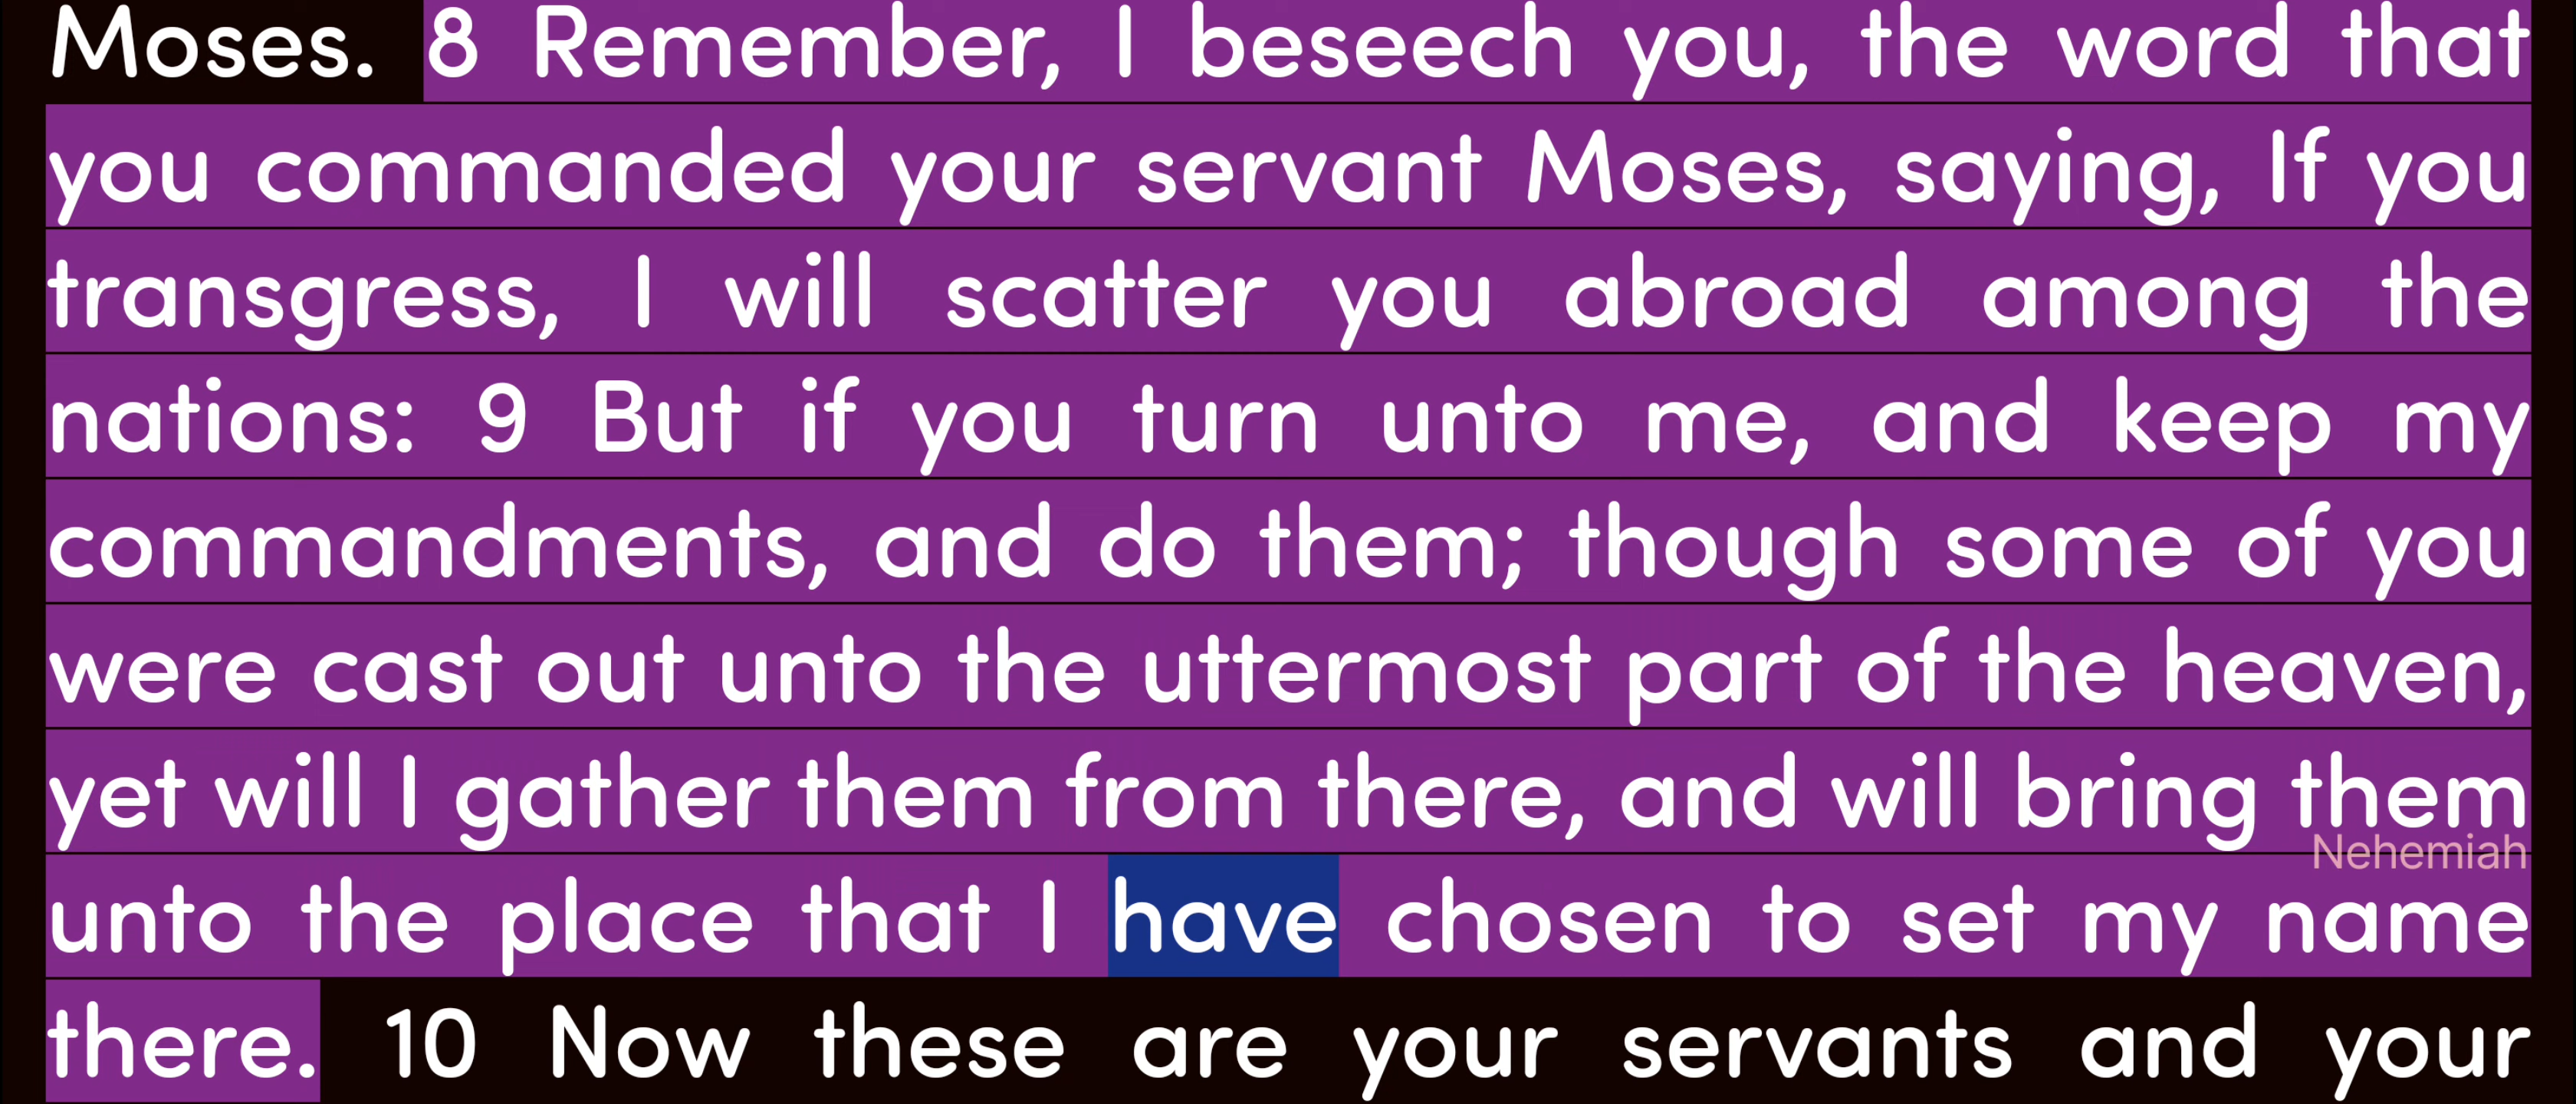 Moses. 8 Remember, I beseech you, the word that
you commanded your servant Moses, saying, If you
transgress, I will scatter you abroad among the
nations: 9 But if you turn unto me, and keep my
commandments, and do them; though some of you
were cast out unto the uttermost part of the heaven,
yet will I gather them from there, and will bring them
Nehemiah
unto the place that I have chosen to set my name
there. 10 Now these are your servants and your